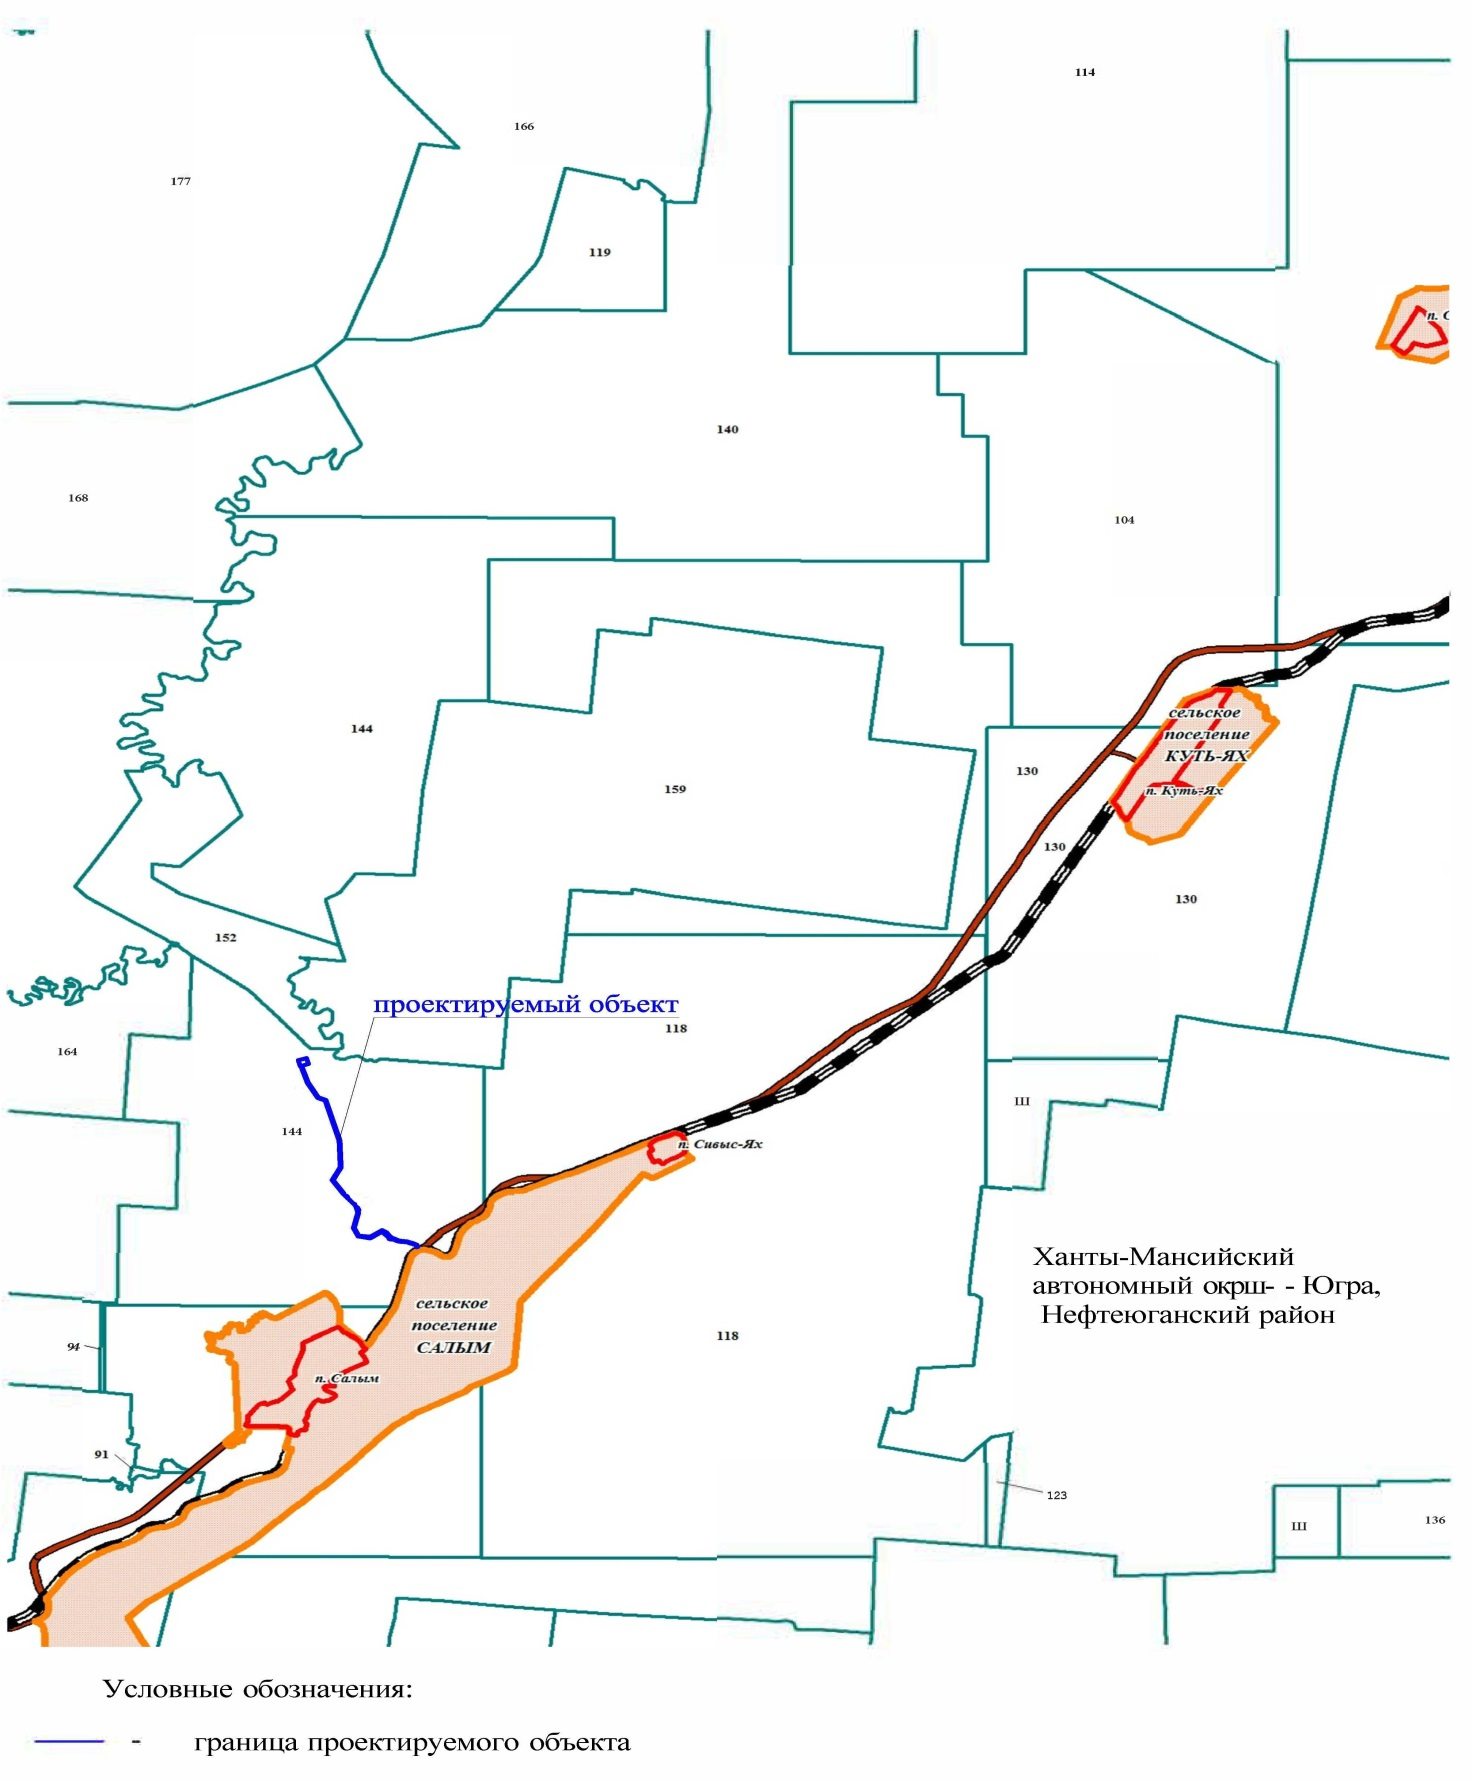 114
166
177
119
п. С
140
168
104
сельское
поселение
КУТЬ-ЯХ
п. Куть-Ях
144
130
159
130
130
152
проектируемый объект
118
164
Ш
144
п. Сивыс-Ях
Ханты-Мансийский
автономный окрш- - Югра,
Нефтеюганский район
сельское
поселение
САЛЫМ
118
94
п. Салым
91
123
Ш
136
Условные обозначения:
- граница проектируемого объекта